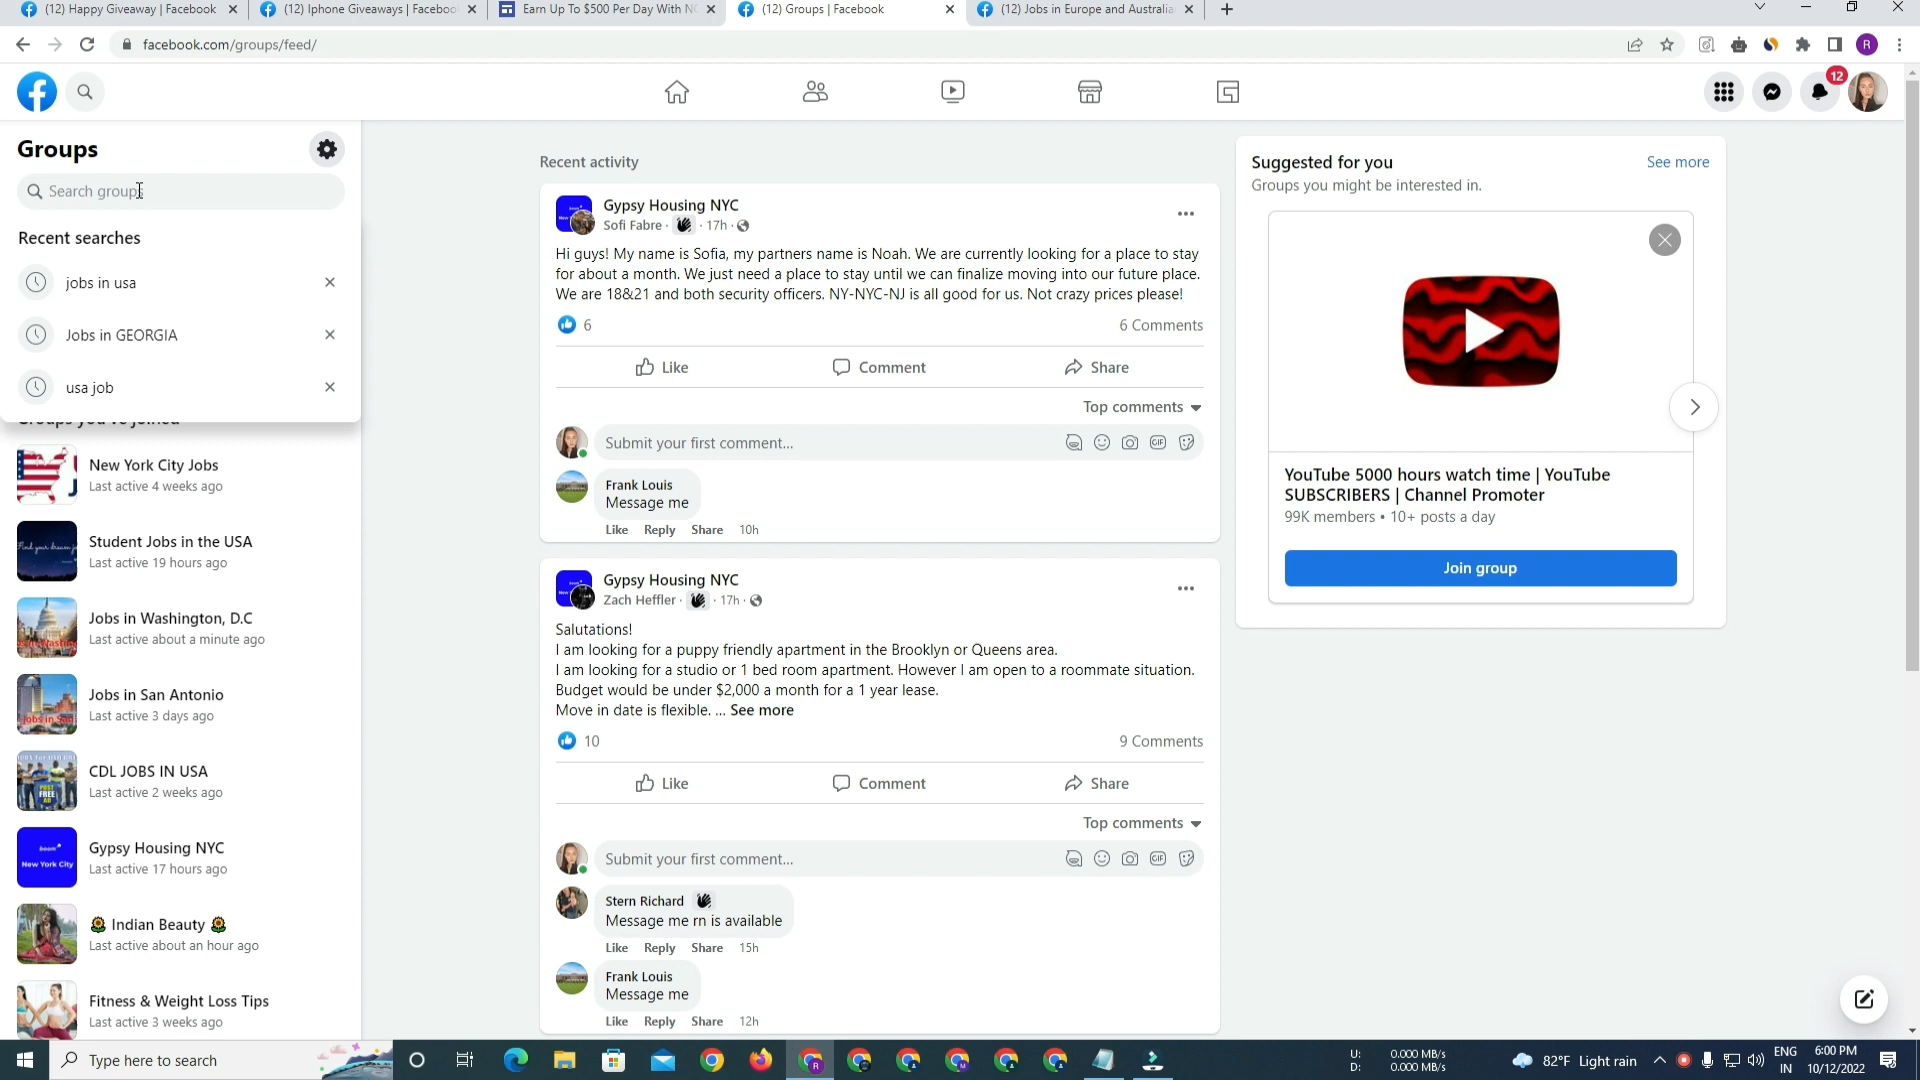 (12) Happy Giveaway | Facebook
(12) Iphone Giveaways | Facebook
Earn Up To $500 Per Day With
(12) Groups | Facebook
(12) Jobs in Europe and Australia
facebook.com/groups/feed/
R
12
Groups
Search groups
Recent searches
jobs in usa
Jobs in GEORGIA
usa job
Groups you've joined
New York City Jobs
Last active 4 weeks ago
Student Jobs in the USA
Last active 19 hours ago
Jobs in Washington, D.C
Last active about a minute ago
Jobs in San Antonio
Last active 3 days ago
CDL JOBS IN USA
Last active 2 weeks ago
Gypsy Housing NYC
Last active 17 hours ago
Indian Beauty
Last active about an hour ago
Fitness & Weight Loss Tips
Last active 3 weeks ago
Recent activity
Gypsy Housing NYC
Sofi Fabre · 17h ·
Hi guys! My name is Sofia, my partners name is Noah. We are currently looking for a place to stay
for about a month. We just need a place to stay until we can finalize moving into our future place.
We are 18&21 and both security officers. NY-NYC-NJ is all good for us. Not crazy prices please!
6
6 Comments
Like
Comment
Share
Top comments
Submit your first comment...
GIF
Frank Louis
Message me
Like Reply Share 10h
Gypsy Housing NYC
Zach Heffler · 17h ·
Salutations!
I am looking for a puppy friendly apartment in the Brooklyn or Queens area.
I am looking for a studio or 1 bed room apartment. However I am open to a roommate situation.
Budget would be under $2,000 a month for a 1 year lease.
Move in date is flexible. ... See more
10
9 Comments
Like
Comment
Share
Top comments
Submit your first comment...
GIF
Stern Richard
Message me rn is available
Like Reply Share 15h
Frank Louis
Message me
Like Reply Share 12h
Suggested for you
See more
Groups you might be interested in.
YouTube 5000 hours watch time | YouTube
SUBSCRIBERS | Channel Promoter
99K members • 10+ posts a day
Join group
Type here to search
U: 0.000 MB/s
D: 0.000 MB/s
82°F Light rain
ENG
IN
6:00 PM
10/12/2022